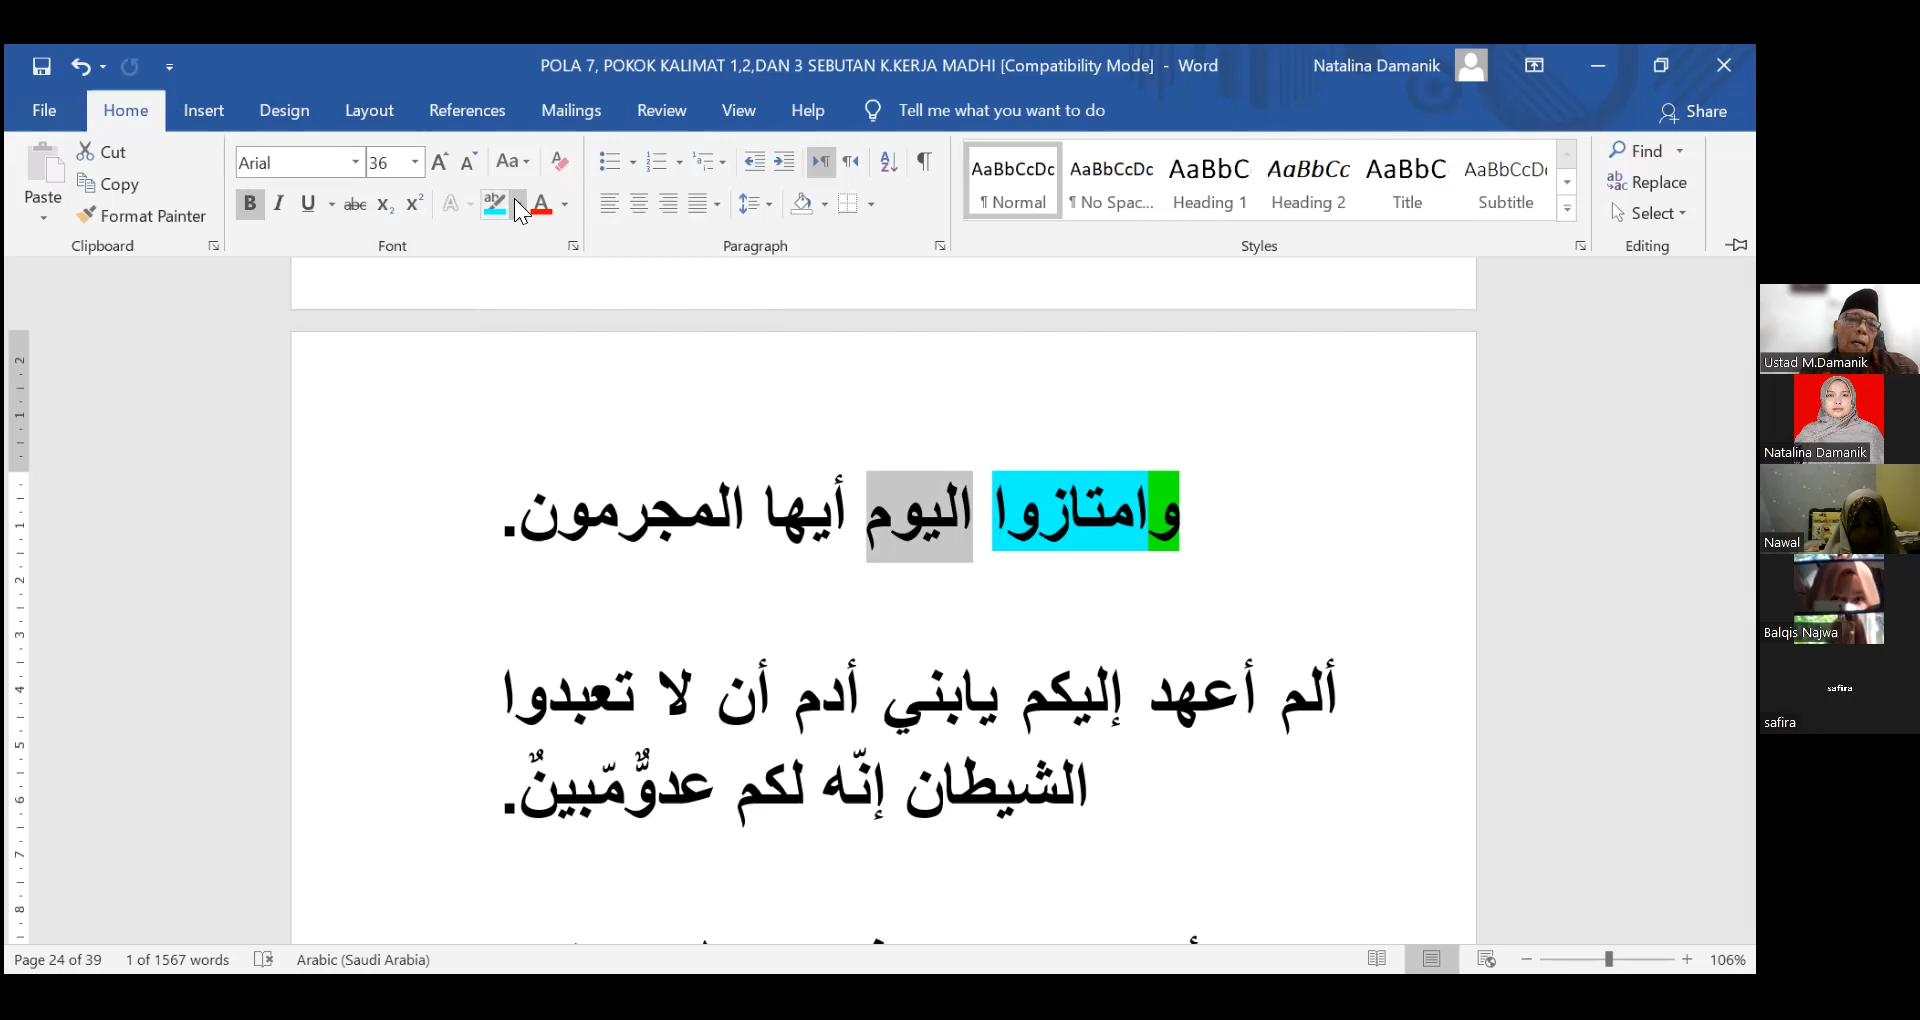 POLA 7, POKOK KALIMAT 1,2,DAN 3 SEBUTAN K.KERJA MADHI [Compatibility Mode] - Word
Natalina Damanik
File Home Insert Design Layout References Mailings Review View Help Tell me what you want to do Share
Paste
Cut
Copy
Format Painter
Clipboard
Arial 36
Font
Paragraph
AaBbCcDc AaBbCcDc AaBbC AaBbCc AaBbC AaBbCcD
¶ Normal ¶ No Spac... Heading 1 Heading 2 Title Subtitle
Styles
Find
Replace
Select
Editing
وامتازوا اليوم أيها المجرمون.
ألم أعهد إليكم يابني أدم أن لا تعبدوا
الشيطان إنّه لكم عدوٌّمّبينٌ.
Page 24 of 39 1 of 1567 words Arabic (Saudi Arabia) 106%
Ustad M.Damanik
Natalina Damanik
Nawal
Balqis Najwa
safira
safira